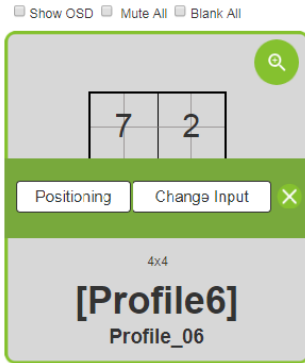 Show OSD Mute All Blank All
7 2
Positioning Change Input
4x4
[Profile6]
Profile_06